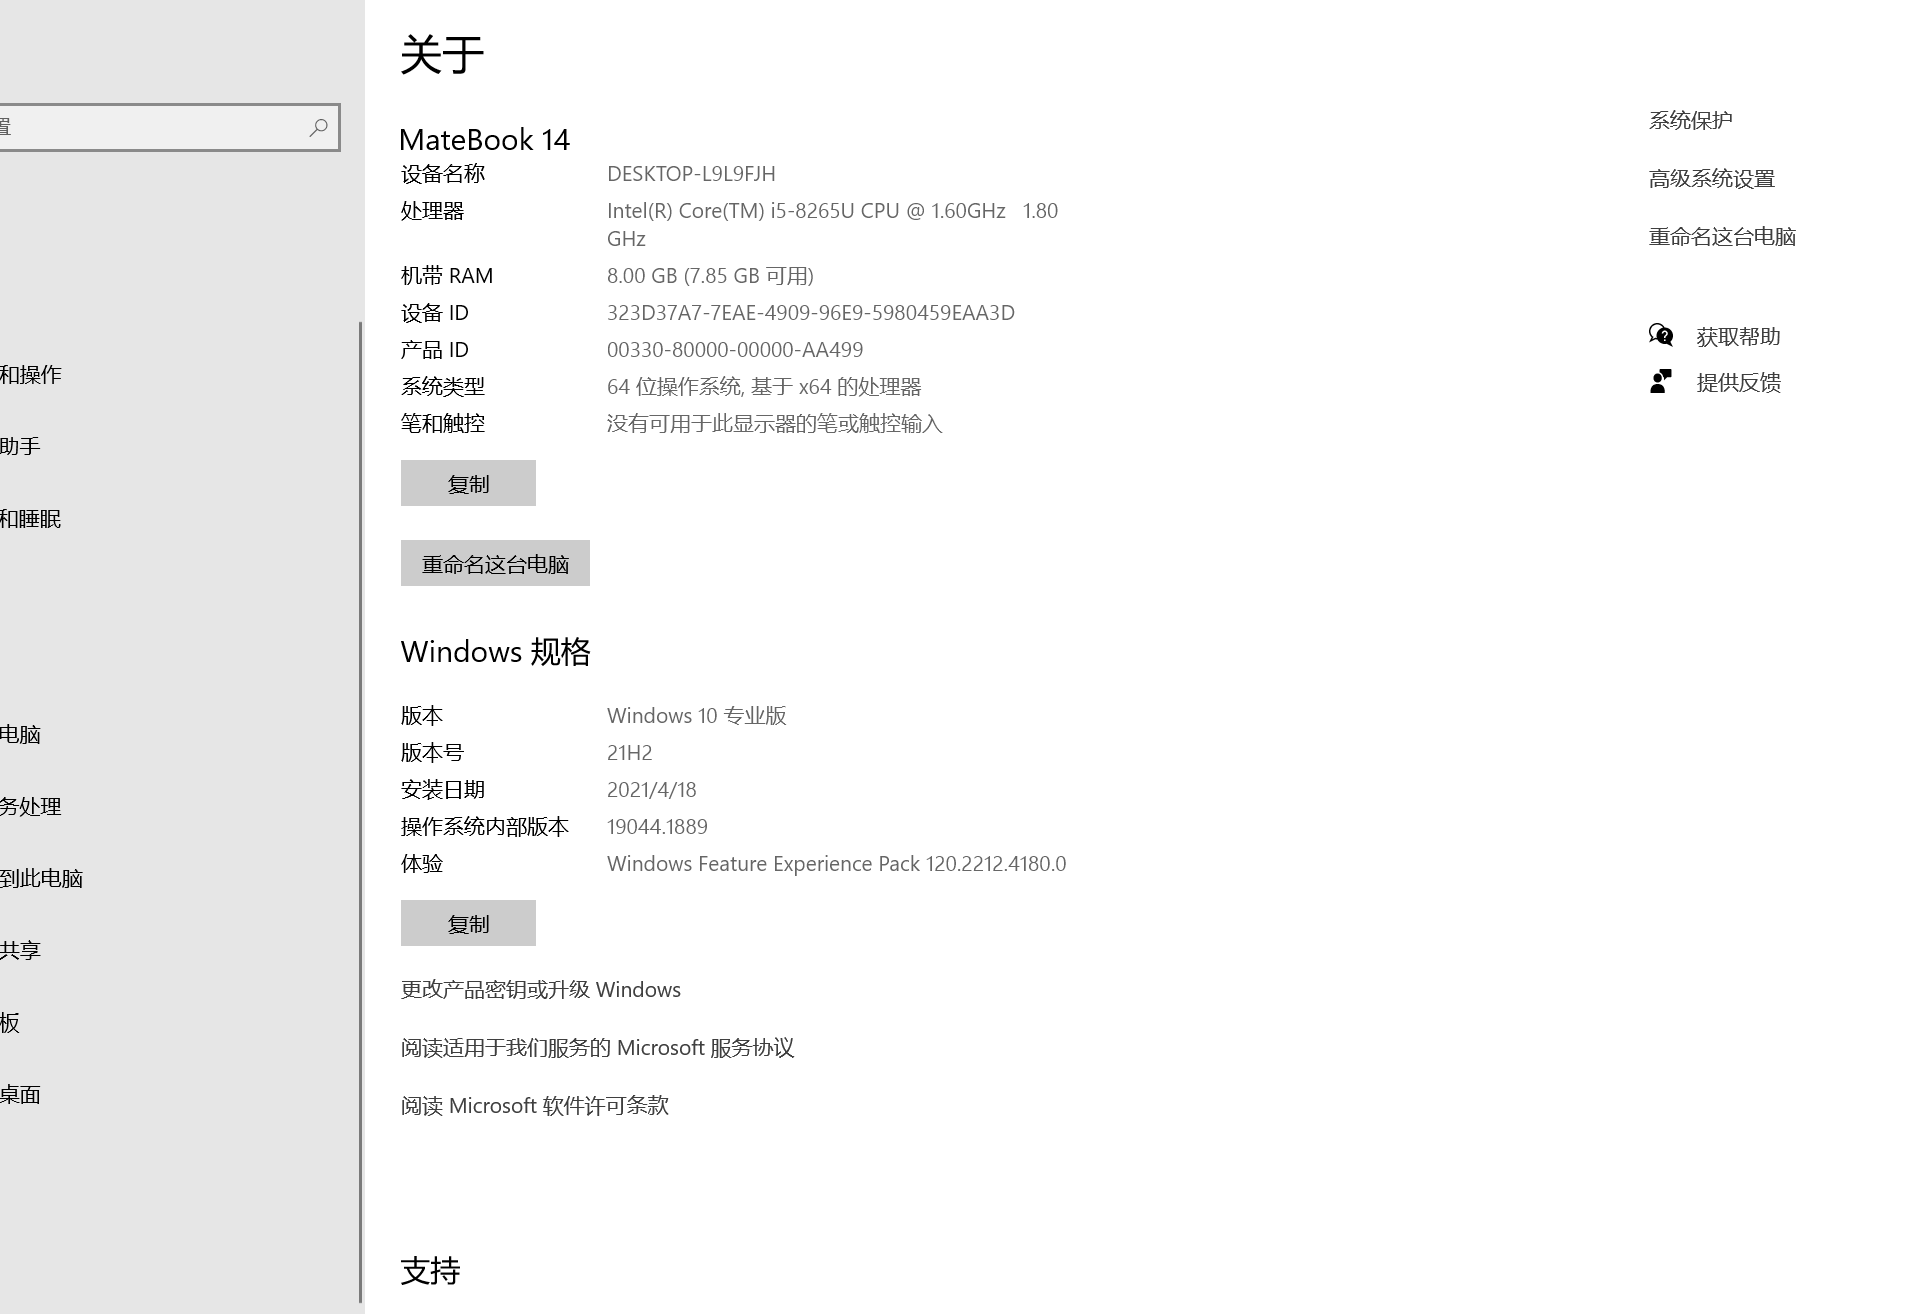 关于
置
MateBook 14
设备名称 DESKTOP-L9L9FJH
处理器 Intel(R) Core(TM) i5-8265U CPU @ 1.60GHz 1.80
GHz
机带 RAM 8.00 GB (7.85 GB 可用)
设备 ID 323D37A7-7EAE-4909-96E9-5980459EAA3D
产品 ID 00330-80000-00000-AA499
系统类型 64 位操作系统, 基于 x64 的处理器
笔和触控 没有可用于此显示器的笔或触控输入
复制
重命名这台电脑
Windows 规格
版本 Windows 10 专业版
版本号 21H2
安装日期 2021/4/18
操作系统内部版本 19044.1889
体验 Windows Feature Experience Pack 120.2212.4180.0
复制
更改产品密钥或升级 Windows
阅读适用于我们服务的 Microsoft 服务协议
阅读 Microsoft 软件许可条款
支持
和操作
助手
和睡眠
电脑
务处理
到此电脑
共享
板
桌面
系统保护
高级系统设置
重命名这台电脑
获取帮助
提供反馈